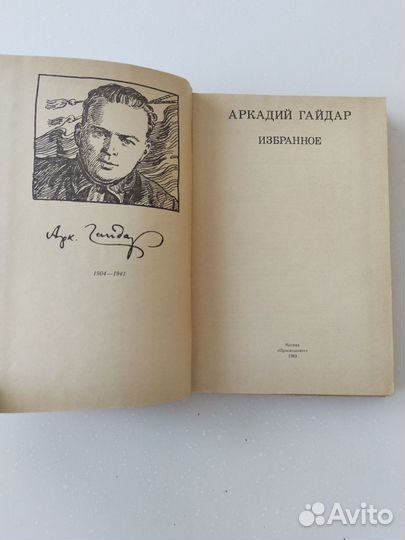 Арк. Гайдар
1904—1941
АРКАДИЙ ГАЙДАР
ИЗБРАННОЕ
Москва
«Просвещение»
Avito